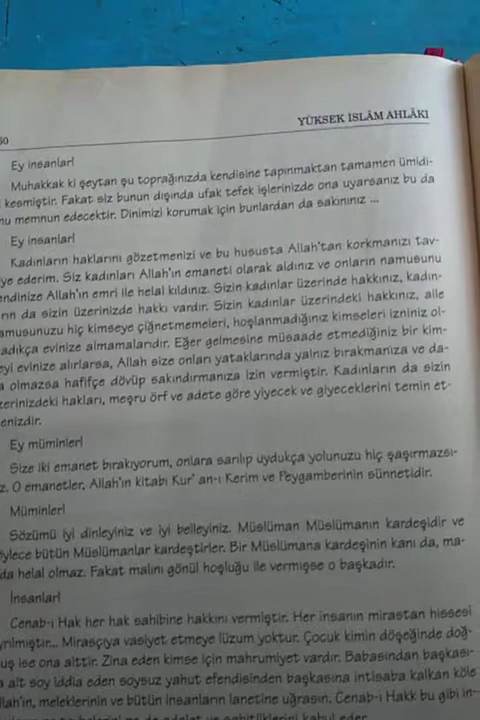 60
YÜKSEK İSLÂM AHLÂKI
Ey insanlar!
Muhakkak ki şeytan şu toprağınızda kendisine tapınmaktan tamamen ümidi-
kesmiştir. Fakat siz bunun dışında ufak tefek işlerinizde ona uyarsanız bu da
nu memnun edecektir. Dinimizi korumak için bunlardan da sakınınız ...
Ey insanlar!
Kadınların haklarını gözetmenizi ve bu hususta Allah'tan korkmanızı tav-
ye ederim. Siz kadınları Allah'ın emaneti olarak aldınız ve onların namusunu
endinize Allah'ın emri ile helal kıldınız. Sizin kadınlar üzerinde hakkınız, kadın-
rın da sizin üzerinizde hakkı vardır. Sizin kadınlar üzerindeki hakkınız, aile
amusunuzu hiç kimseye çiğnetmemeleri, hoşlanmadığınız kimseleri izniniz ol-
adıkça evinize almamalarıdır. Eğer gelmesine müsaade etmediğiniz bir kim-
eyi evinize alırlarsa, Allah size onları yataklarında yalnız bırakmanıza ve da-
a olmazsa hafifçe dövüp sakındırmanıza izin vermiştir. Kadınların da sizin
zerinizdeki hakları, meşru örf ve adete göre yiyecek ve giyeceklerini temin et-
enizdir.
Ey müminler!
Size iki emanet bırakıyorum, onlara sarılıp uydukça yolunuzu hiç şaşırmazsı-
z. O emanetler, Allah'ın kitabı Kur' an-ı Kerim ve Peygamberinin sünnetidir.
Müminler!
Sözümü iyi dinleyiniz ve iyi belleyiniz. Müslüman Müslümanın kardeşidir ve
öylece bütün Müslümanlar kardeştirler. Bir Müslümana kardeşinin kanı da, ma-
da helal olmaz. Fakat malını gönül hoşluğu ile vermişse o başkadır.
İnsanlar!
Cenab-ı Hak her hak sahibine hakkını vermiştir. Her insanın mirastan hissesi
yrılmıştır... Mirasçıya vasiyet etmeye lüzum yoktur. Çocuk kimin döşeğinde doğ-
uş ise ona aittir. Zina eden kimse için mahrumiyet vardır. Babasından başkası-
a ait soy iddia eden soysuz yahut efendisinden başkasına intisaba kalkan köle
llah'ın, meleklerinin ve bütün insanların lanetine uğrasın. Cenab-ı Hakk bu gibi in-